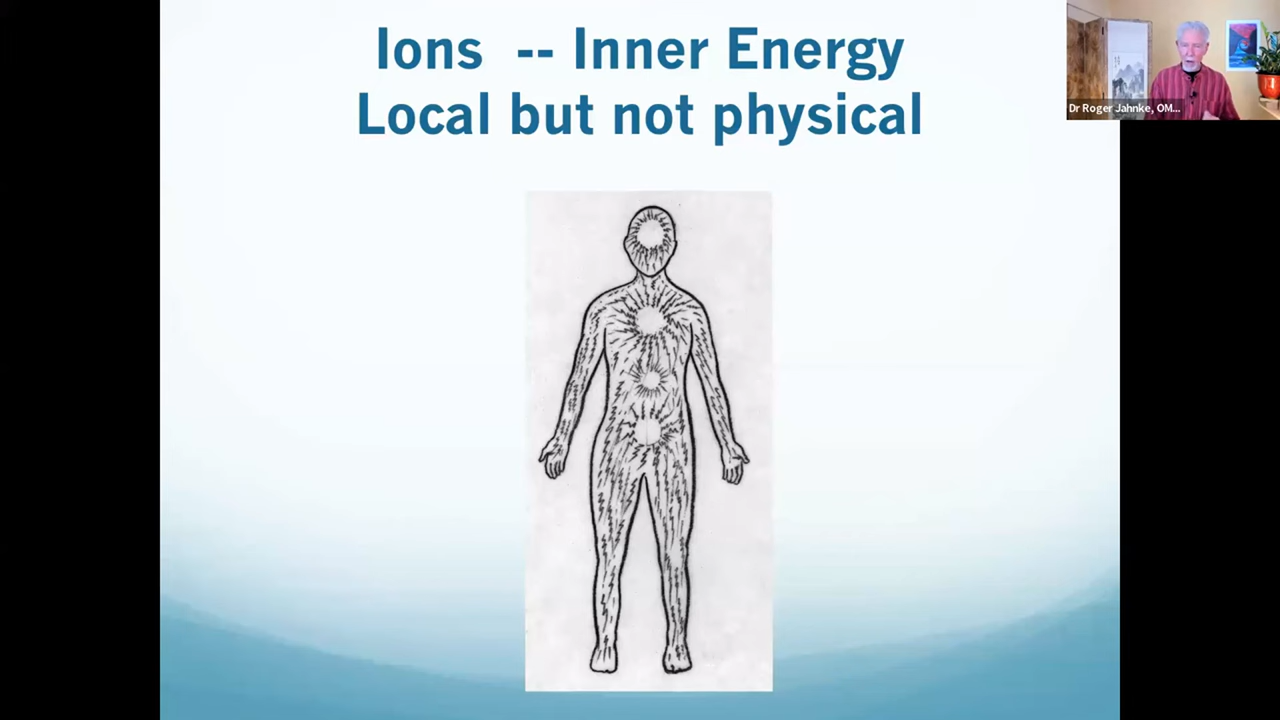 Ions -- Inner Energy
Local but not physical
Dr Roger Jahnke, OM...